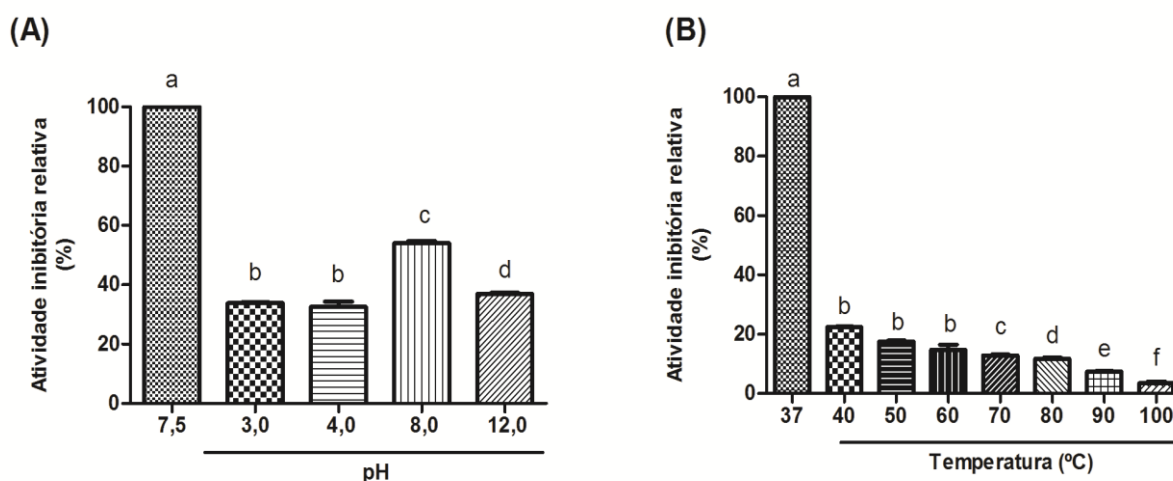 (A)
Atividade inibitória relativa
(%)
100
80
60
40
20
0
a
b
b
c
d
7,5
3,0
4,0
8,0
12,0
pH
(B)
Atividade inibitória relativa
(%)
100
80
60
40
20
0
a
b
b
b
c
d
e
f
37
40
50
60
70
80
90
100
Temperatura (ºC)